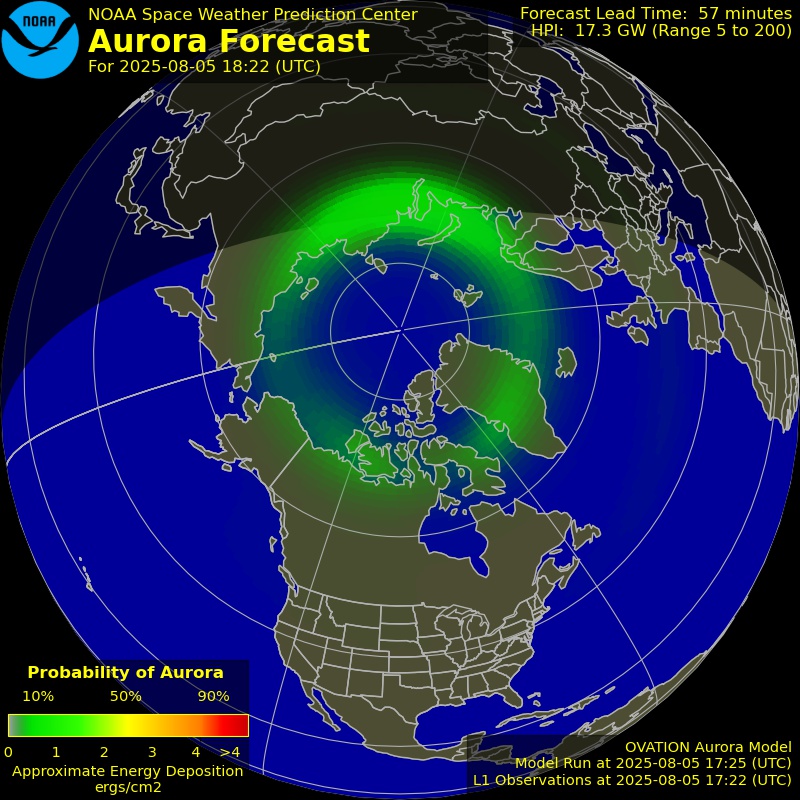 NOAA
NOAA Space Weather Prediction Center
Aurora Forecast
For 2025-08-05 18:22 (UTC)
Forecast Lead Time: 57 minutes
HPI: 17.3 GW (Range 5 to 200)
Probability of Aurora
10% 50% 90%
0 1 2 3 4 >4
Approximate Energy Deposition
ergs/cm2
OVATION Aurora Model
Model Run at 2025-08-05 17:25 (UTC)
L1 Observations at 2025-08-05 17:22 (UTC)